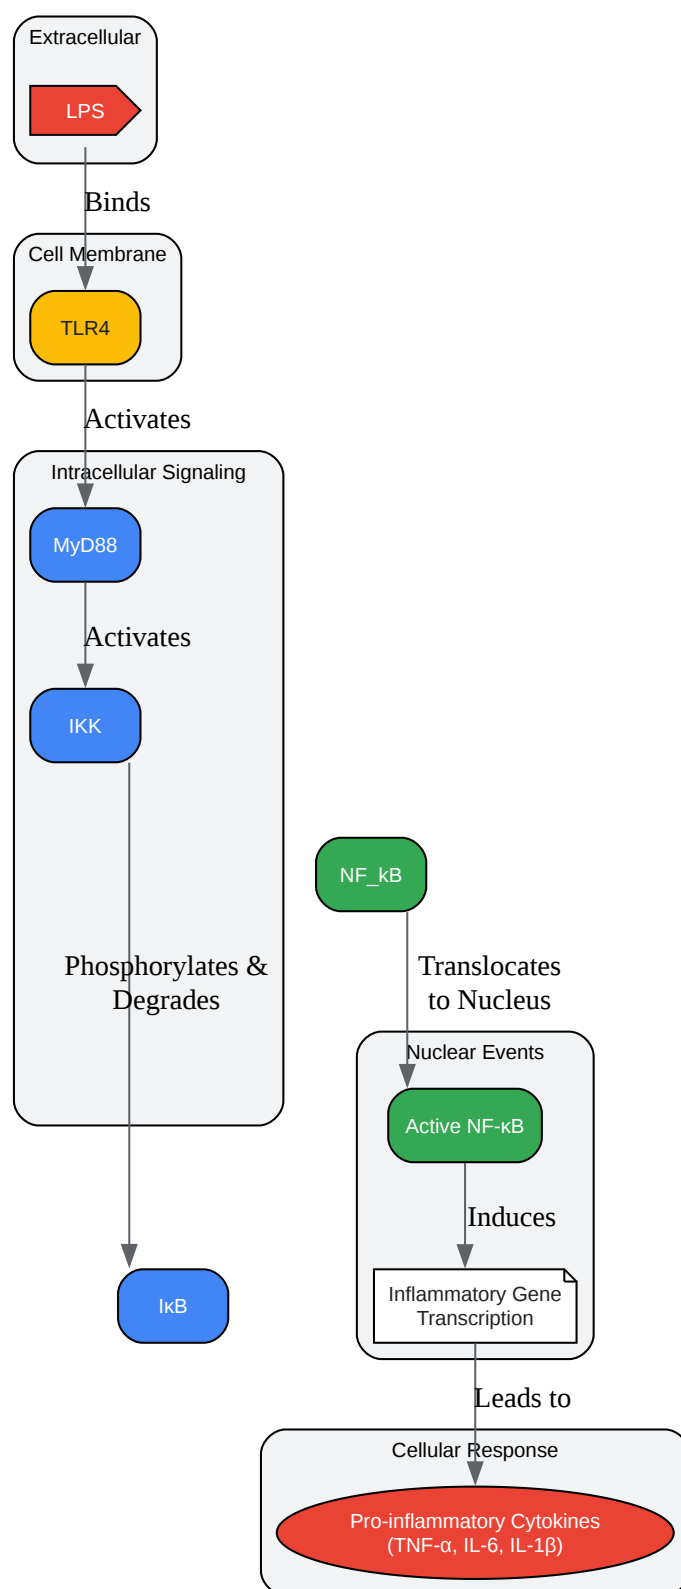 Extracellular
LPS
Binds
Cell Membrane
TLR4
Activates
Intracellular Signaling
MyD88
Activates
IKK
NF_kB
Phosphorylates &
Degrades
Translocates
to Nucleus
Nuclear Events
Active NF-κB
Induces
IκB
Inflammatory Gene
Transcription
Leads to
Cellular Response
Pro-inflammatory Cytokines
(TNF-α, IL-6, IL-1β)